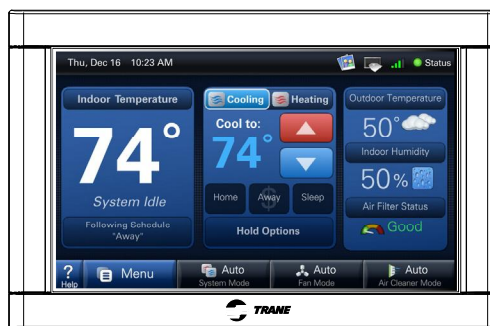 Thu, Dec 16 10:23 AM
Status
Indoor Temperature
74°
System Idle
Following Schedule
"Away"
Cooling
Heating
Cool to:
74°
Home
Away
Sleep
Hold Options
Outdoor Temperature
50°
Indoor Humidity
50%
Air Filter Status
Good
?
Help
Menu
Auto
System Mode
Auto
Fan Mode
Auto
Air Cleaner Mode
TRANE